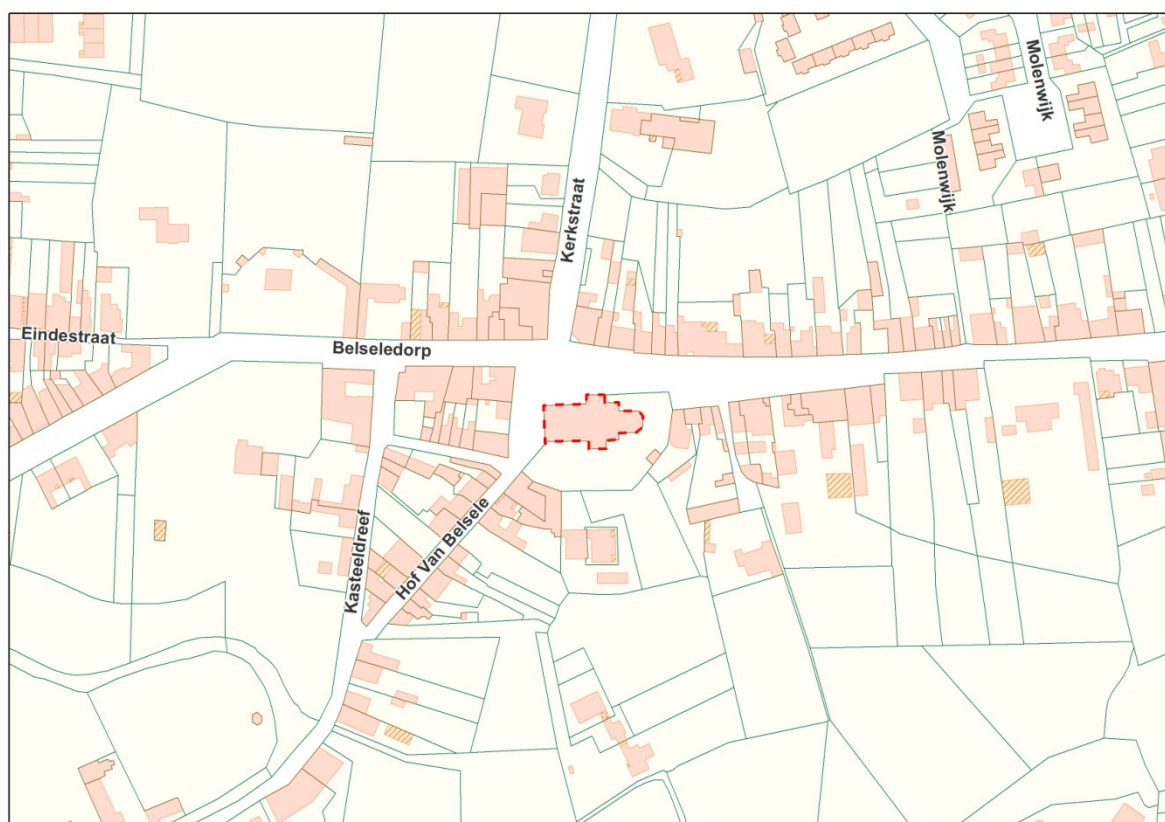 Molenwijk
Molenwijk
Kerkstraat
Eindestraat
Belseledorp
Kasteeldreef
Hof Van Belsele